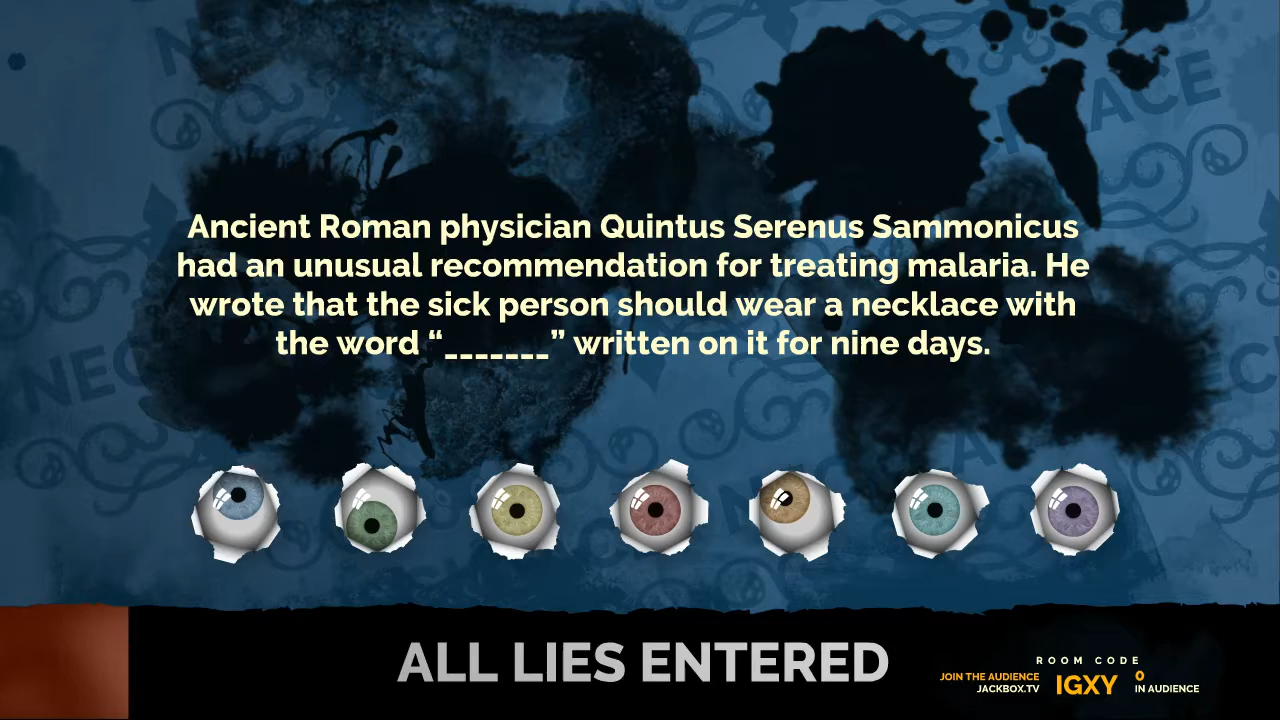 Ancient Roman physician Quintus Serenus Sammonicus
had an unusual recommendation for treating malaria. He
wrote that the sick person should wear a necklace with
the word “_______” written on it for nine days.
ALL LIES ENTERED
ROOM CODE
JOIN THE AUDIENCE
JACKBOX.TV
IGXY
0
IN AUDIENCE